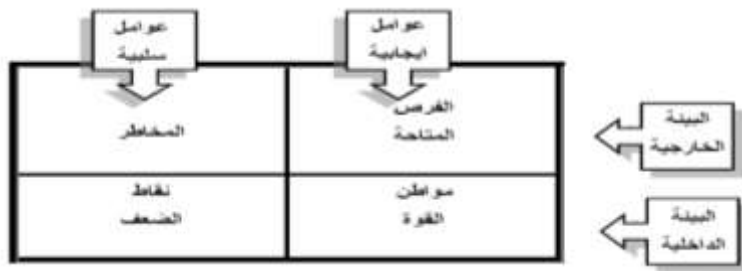 عوامل
ايجابية
عوامل
سلبية
البيئة
الخارجية
الفرص
المتاحة
المخاطر
البيئة
الداخلية
مواطن
القوة
نقاط
الضعف